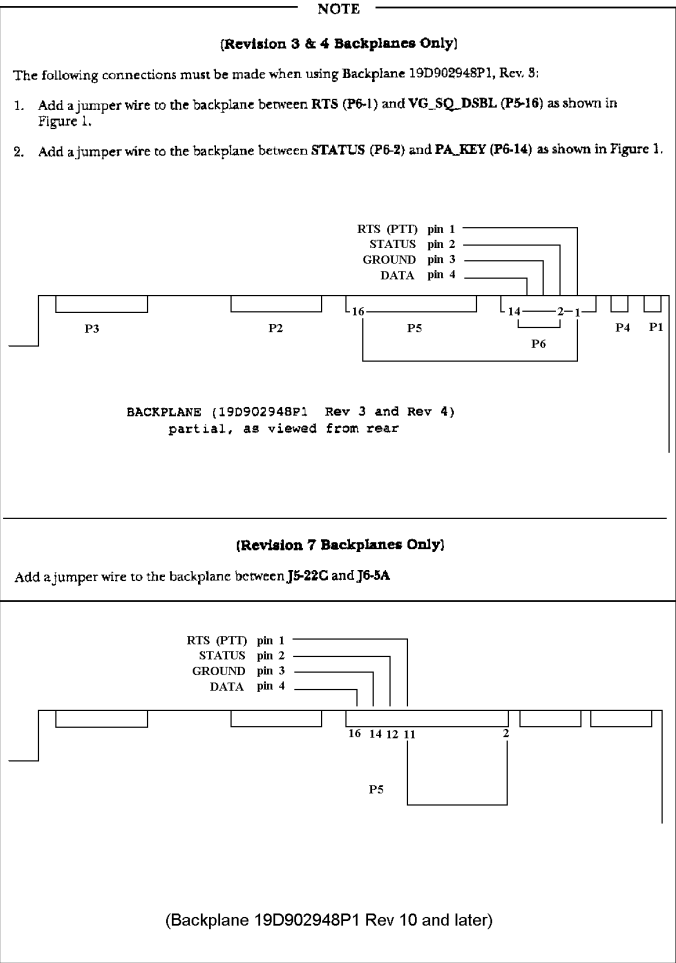 NOTE
(Revision 3 & 4 Backplanes Only)
The following connections must be made when using Backplane 19D902948P1, Rev. 3:
1. Add a jumper wire to the backplane between RTS (P6-1) and VG_SQ_DSBL (P5-16) as shown in
Figure 1.
2. Add a jumper wire to the backplane between STATUS (P6-2) and PA_KEY (P6-14) as shown in Figure 1.
RTS (PTT) pin 1
STATUS pin 2
GROUND pin 3
DATA pin 4
16 14 2 1
P3 P2 P5 P6 P4 P1
BACKPLANE (19D902948P1 Rev 3 and Rev 4)
partial, as viewed from rear
(Revision 7 Backplanes Only)
Add a jumper wire to the backplane between J5-22C and J6-5A
RTS (PTT) pin 1
STATUS pin 2
GROUND pin 3
DATA pin 4
16 14 12 11 2
P5
(Backplane 19D902948P1 Rev 10 and later)